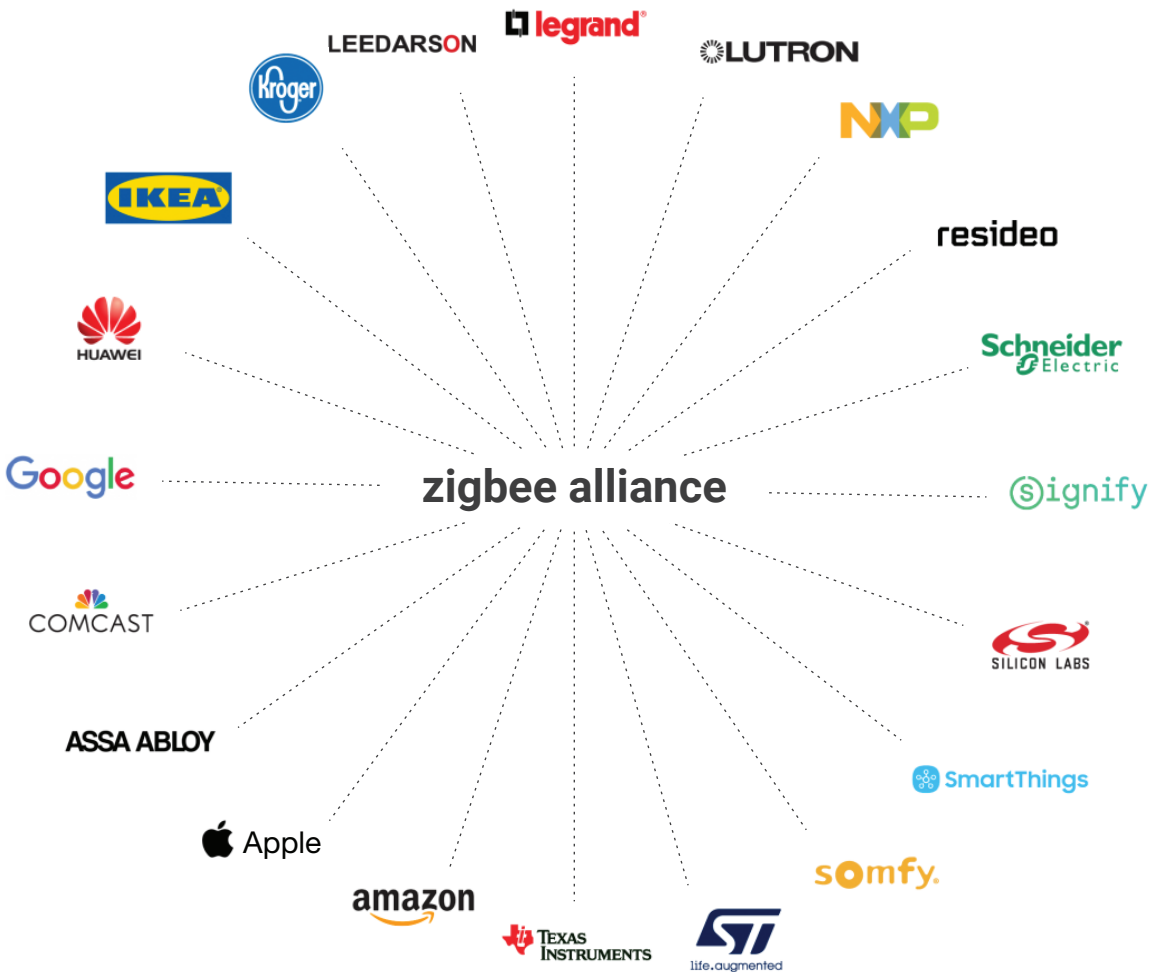 legrand®
LEEDARSON
LUTRON
Kroger
NXP
IKEA®
resideo
HUAWEI
Schneider
Electric
Google
zigbee alliance
signify
COMCAST
SILICON LABS®
ASSA ABLOY
SmartThings
Apple
somfy®
amazon
TEXAS
INSTRUMENTS
ST
life.augmented